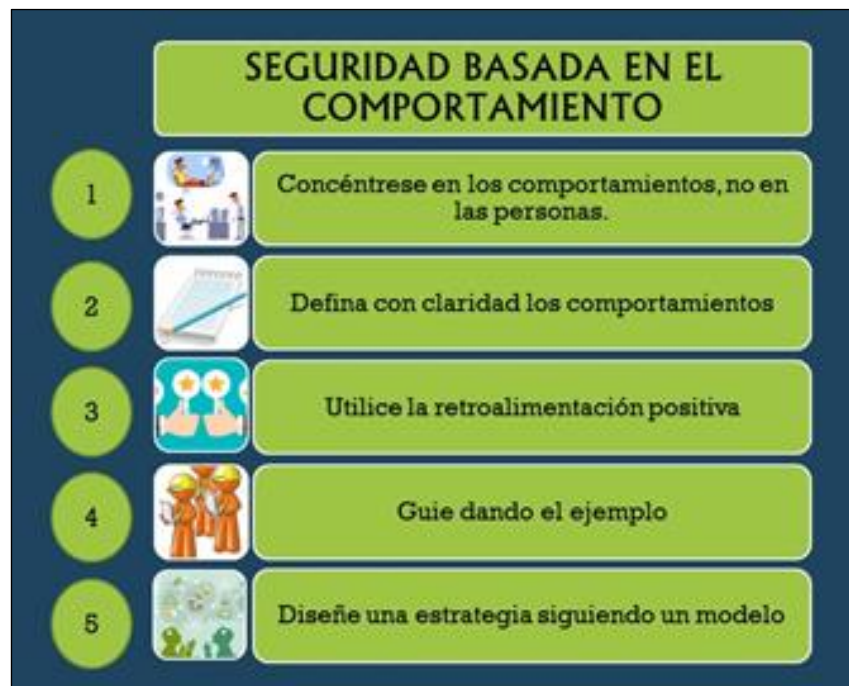 SEGURIDAD BASADA EN EL
COMPORTAMIENTO
1
Concéntrese en los comportamientos, no en
las personas.
2
Defina con claridad los comportamientos
3
Utilice la retroalimentación positiva
4
Guie dando el ejemplo
5
Diseñe una estrategia siguiendo un modelo